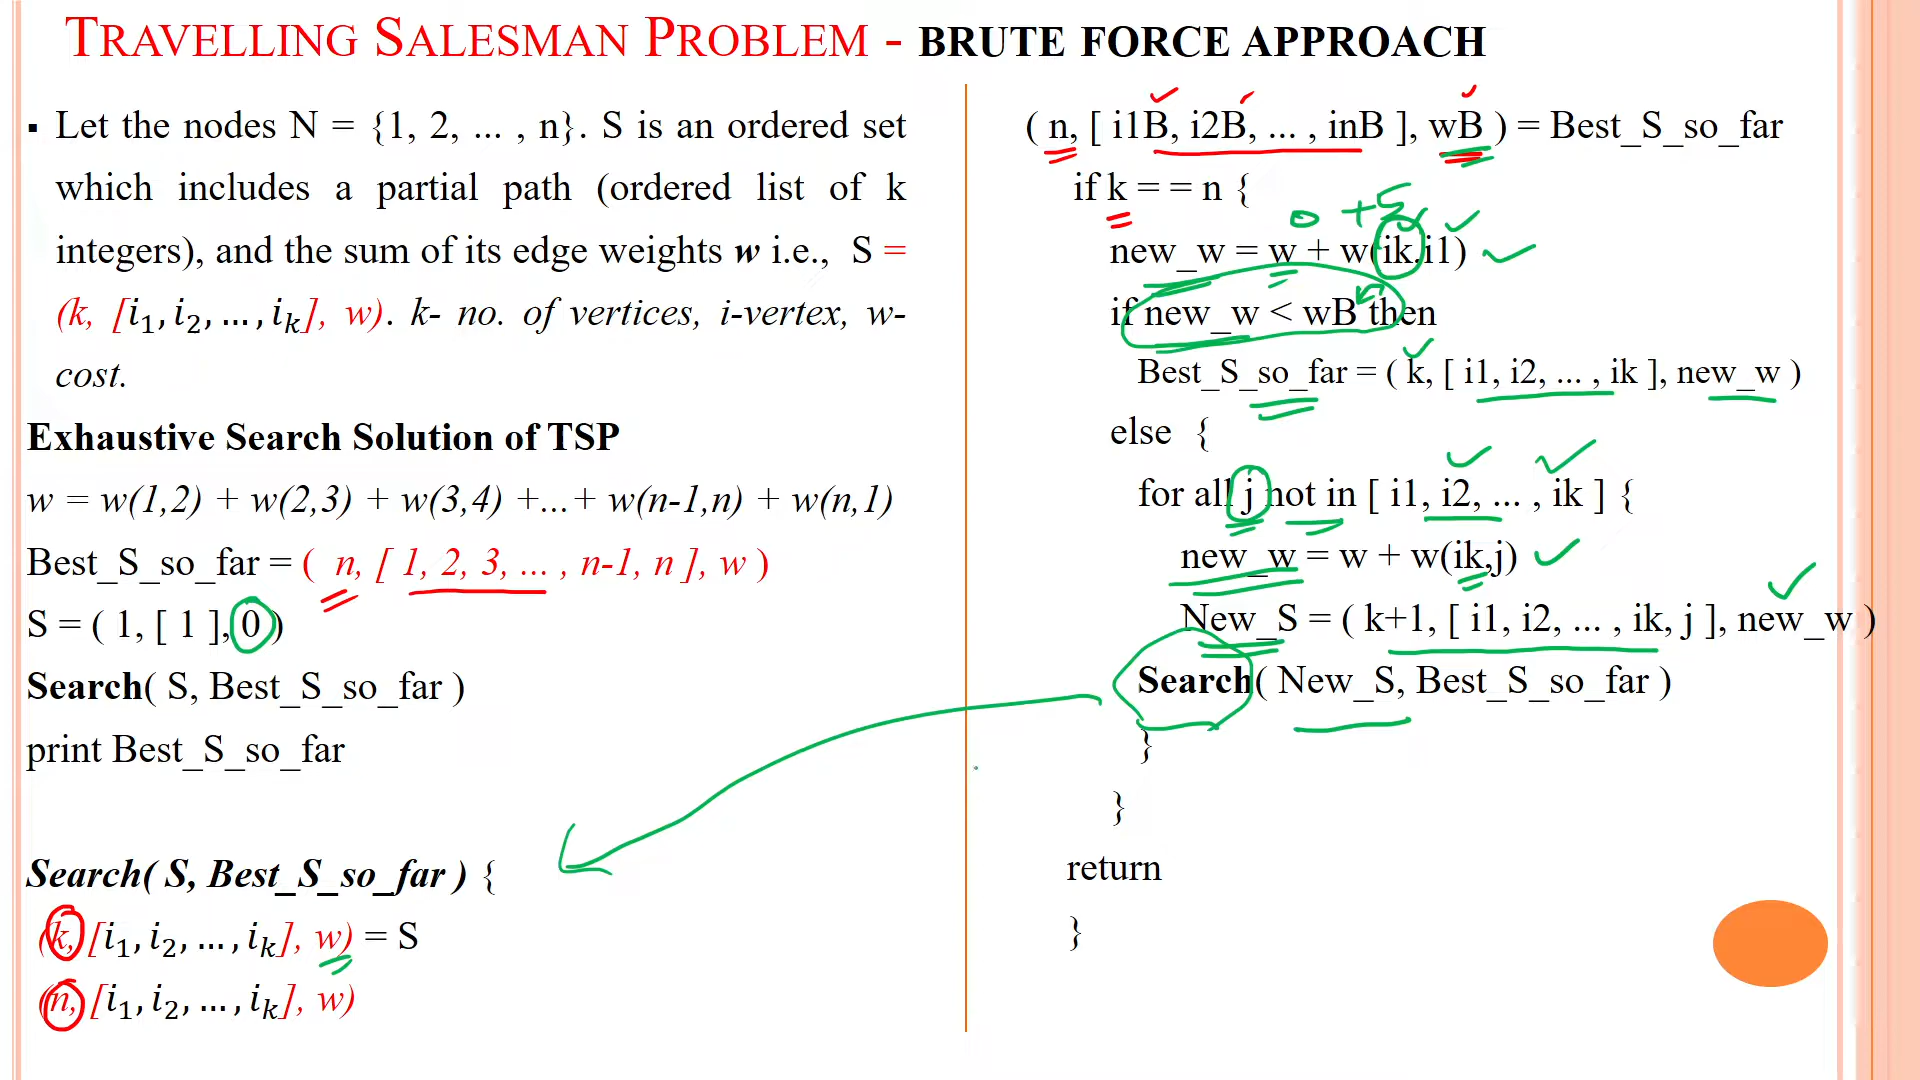 TRAVELLING SALESMAN PROBLEM - BRUTE FORCE APPROACH
▪ Let the nodes N = {1, 2, ... , n}. S is an ordered set
which includes a partial path (ordered list of k
integers), and the sum of its edge weights w i.e., S =
(k, [i₁, i₂, ..., iₖ], w). k- no. of vertices, i-vertex, w-
cost.
Exhaustive Search Solution of TSP
w = w(1,2) + w(2,3) + w(3,4) +...+ w(n-1,n) + w(n,1)
Best_S_so_far = ( n, [ 1, 2, 3, ... , n-1, n ], w )
S = ( 1, [ 1 ], 0 )
Search( S, Best_S_so_far )
print Best_S_so_far
Search( S, Best_S_so_far ) {
(k, [i₁, i₂, ..., iₖ], w) = S
(n, [i₁, i₂, ..., iₖ], w)
( n, [ i1B, i2B, ... , inB ], wB ) = Best_S_so_far
if k = = n {
0 +5
new_w = w + w(ik,i1)
if new_w < wB then
Best_S_so_far = ( k, [ i1, i2, ... , ik ], new_w )
else {
for all j not in [ i1, i2, ... , ik ] {
new_w = w + w(ik,j)
New_S = ( k+1, [ i1, i2, ... , ik, j ], new_w )
Search( New_S, Best_S_so_far )
}
}
return
}